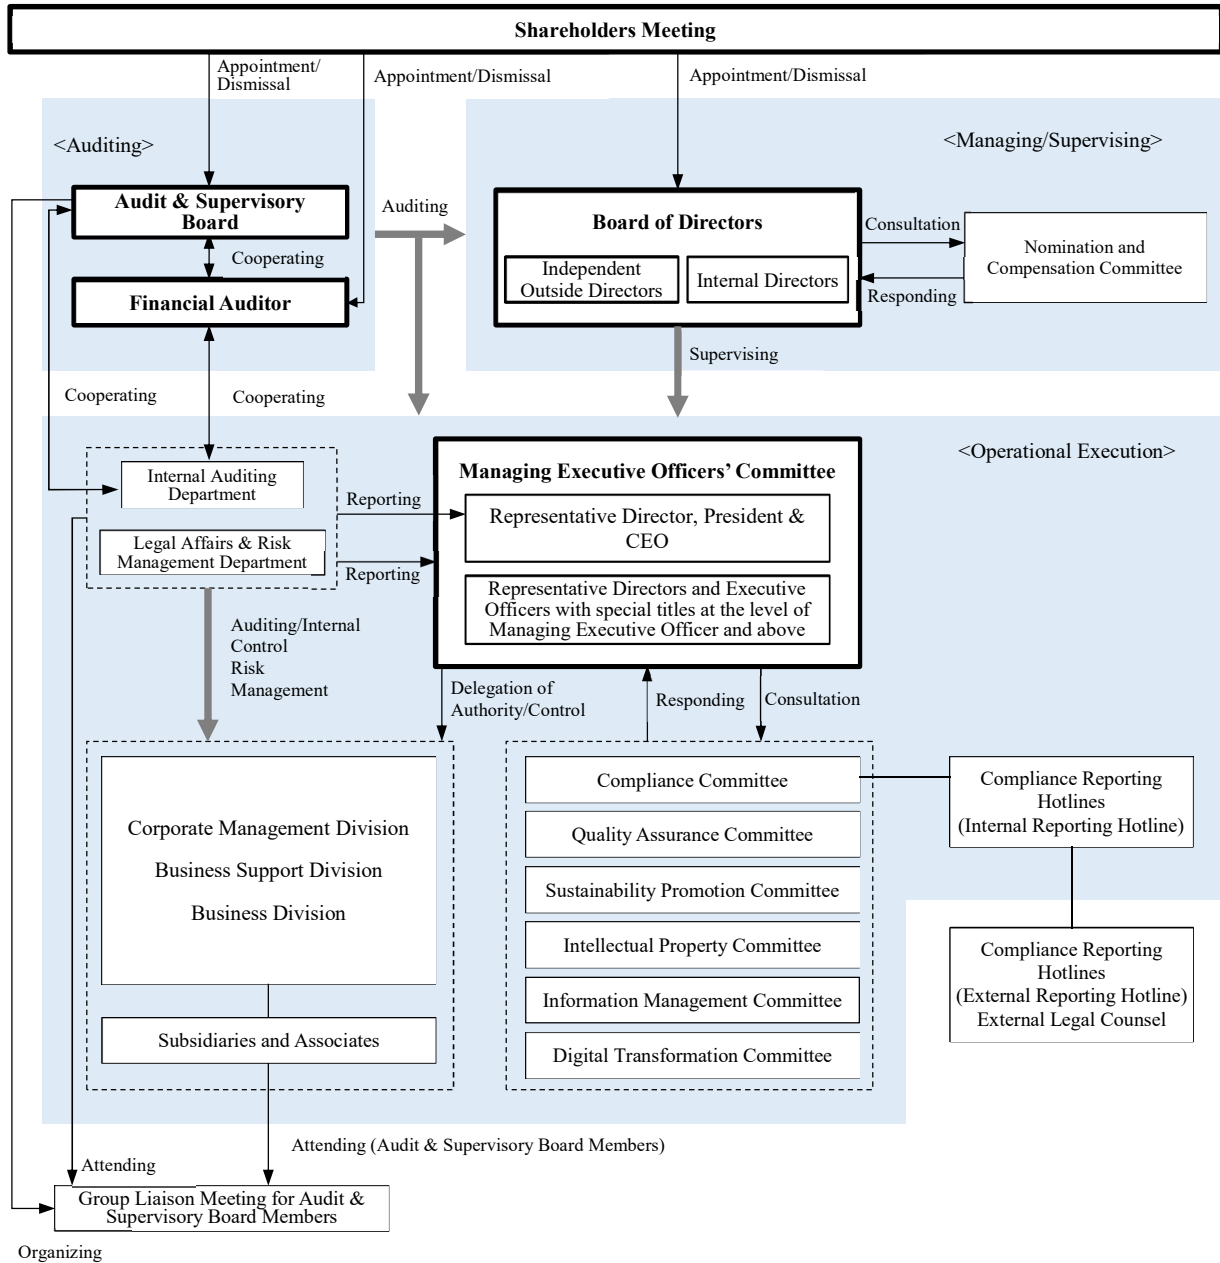 Shareholders Meeting
Appointment/
Dismissal
Appointment/Dismissal
Appointment/Dismissal
<Auditing>
<Managing/Supervising>
Audit & Supervisory
Board
Auditing
Cooperating
Financial Auditor
Board of Directors
Independent
Outside Directors
Internal Directors
Consultation
Responding
Nomination and
Compensation Committee
Supervising
Cooperating
Cooperating
<Operational Execution>
Internal Auditing
Department
Legal Affairs & Risk
Management Department
Reporting
Reporting
Managing Executive Officers’ Committee
Representative Director, President &
CEO
Representative Directors and Executive
Officers with special titles at the level of
Managing Executive Officer and above
Auditing/Internal
Control
Risk
Management
Delegation of
Authority/Control
Responding
Consultation
Corporate Management Division
Business Support Division
Business Division
Subsidiaries and Associates
Compliance Committee
Quality Assurance Committee
Sustainability Promotion Committee
Intellectual Property Committee
Information Management Committee
Digital Transformation Committee
Compliance Reporting
Hotlines
(Internal Reporting Hotline)
Compliance Reporting
Hotlines
(External Reporting Hotline)
External Legal Counsel
Attending (Audit & Supervisory Board Members)
Attending
Group Liaison Meeting for Audit &
Supervisory Board Members
Organizing